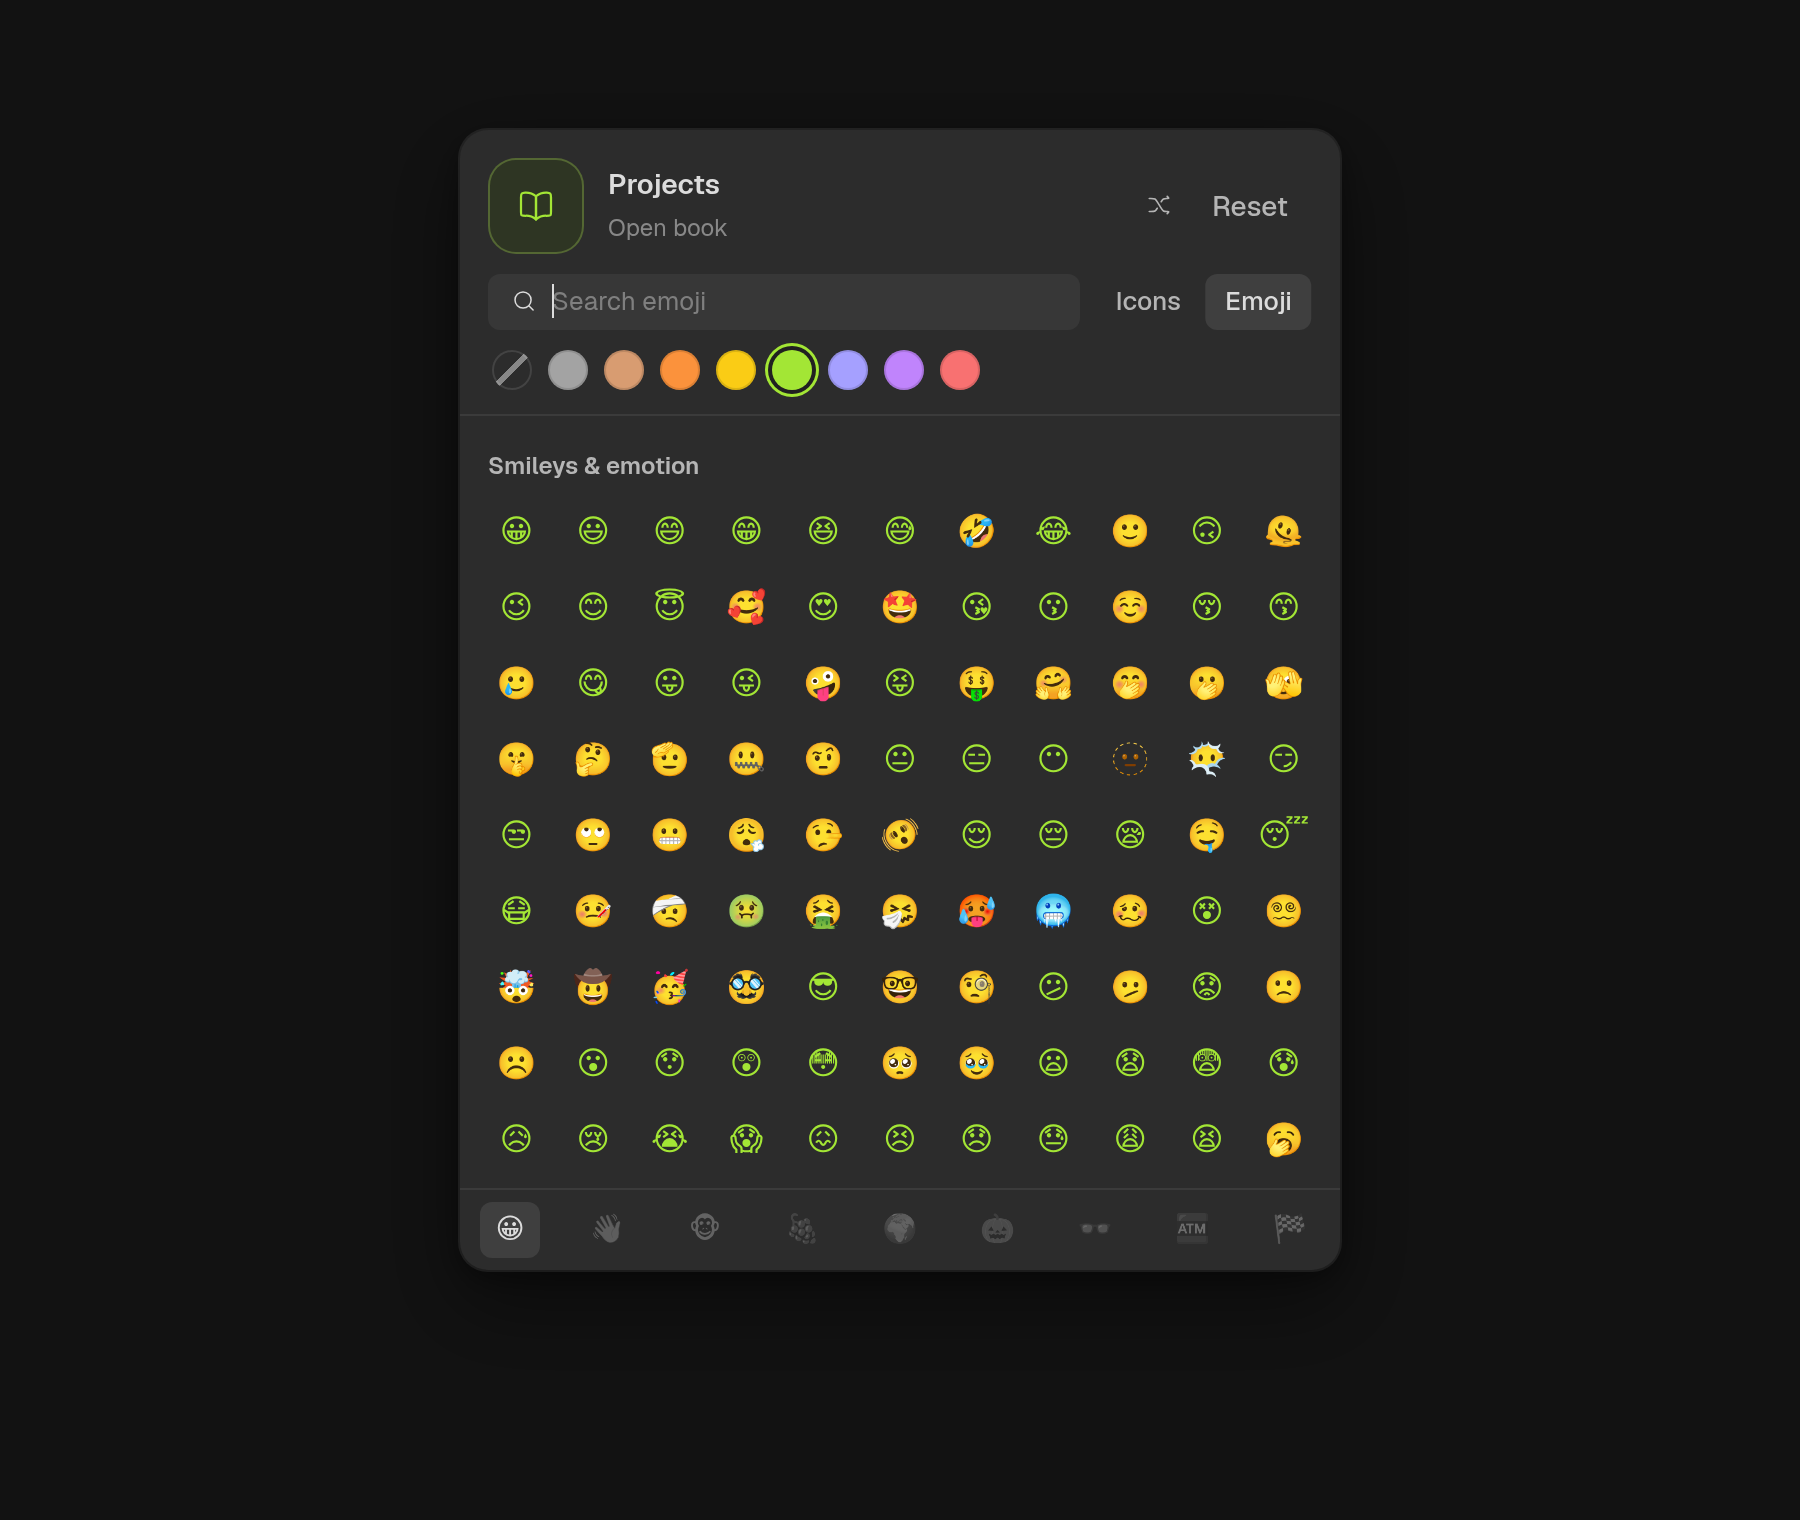 Projects
Open book
Reset
Search emoji
Icons
Emoji
Smileys & emotion
zzz
ATM